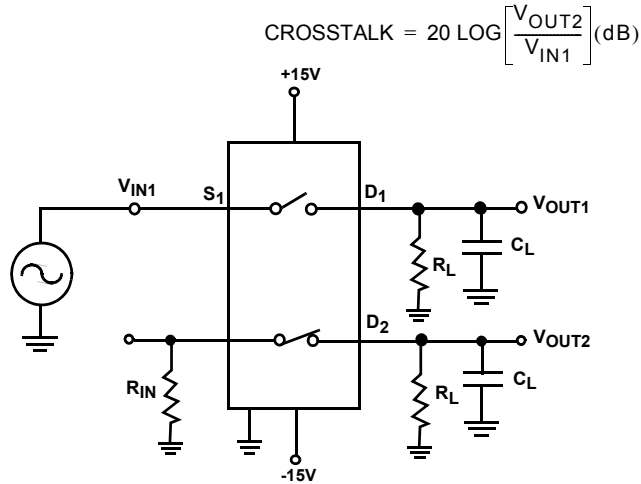 CROSSTALK = 20 LOG[V_OUT2 / V_IN1](dB)
+15V
V_IN1
S_1
D_1
V_OUT1
R_L
C_L
D_2
V_OUT2
R_IN
R_L
C_L
-15V